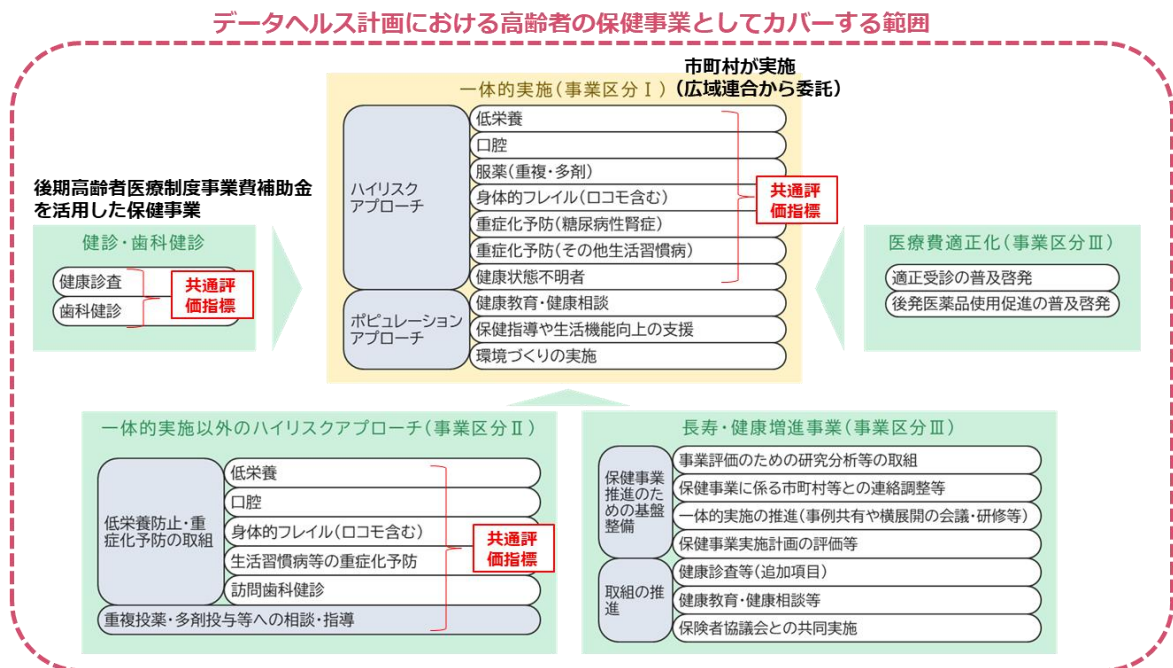 データヘルス計画における高齢者の保健事業としてカバーする範囲
市町村が実施
(広域連合から委託)
一体的実施(事業区分Ⅰ)
ハイリスク
アプローチ
低栄養
口腔
服薬(重複・多剤)
身体的フレイル(ロコモ含む)
重症化予防(糖尿病性腎症)
重症化予防(その他生活習慣病)
健康状態不明者
共通評
価指標
ポピュレーション
アプローチ
健康教育・健康相談
保健指導や生活機能向上の支援
環境づくりの実施
後期高齢者医療制度事業費補助金
を活用した保健事業
健診・歯科健診
健康診査
歯科健診
共通評
価指標
医療費適正化(事業区分Ⅲ)
適正受診の普及啓発
後発医薬品使用促進の普及啓発
一体的実施以外のハイリスクアプローチ(事業区分Ⅱ)
低栄養防止・重
症化予防の取組
低栄養
口腔
身体的フレイル(ロコモ含む)
生活習慣病等の重症化予防
訪問歯科健診
重複投薬・多剤投与等への相談・指導
共通評
価指標
長寿・健康増進事業(事業区分Ⅲ)
保健事業
推進のため
の基盤
整備
事業評価のための研究分析等の取組
保健事業に係る市町村等との連絡調整等
一体的実施の推進(事例共有や横展開の会議・研修等)
保健事業実施計画の評価等
取組の推
進
健康診査等(追加項目)
健康教育・健康相談等
保険者協議会との共同実施